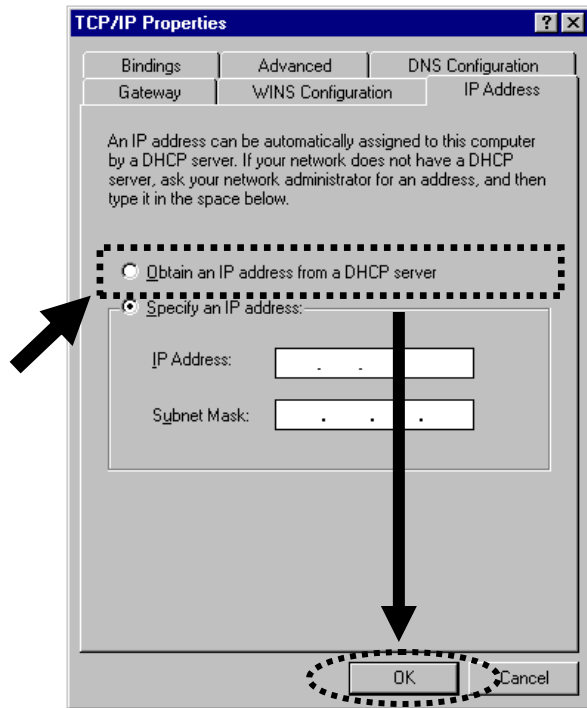 TCP/IP Properties
Bindings Advanced DNS Configuration
Gateway WINS Configuration IP Address
An IP address can be automatically assigned to this computer
by a DHCP server. If your network does not have a DHCP
server, ask your network administrator for an address, and then
type it in the space below.
Obtain an IP address from a DHCP server
Specify an IP address:
IP Address:
Subnet Mask:
OK Cancel